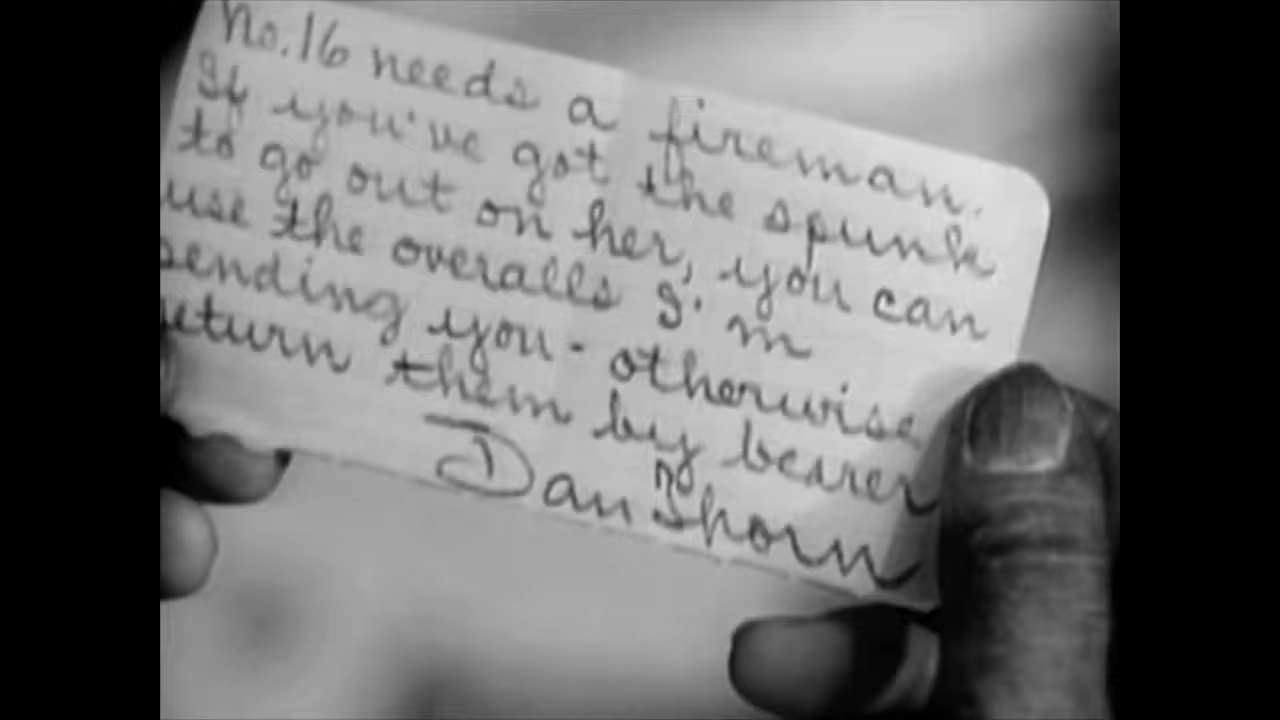 No. 16 needs a fireman.
If you've got the spunk
to go out on her, you can
use the overalls I'm
sending you - otherwise
return them by bearer
Dan Thorn